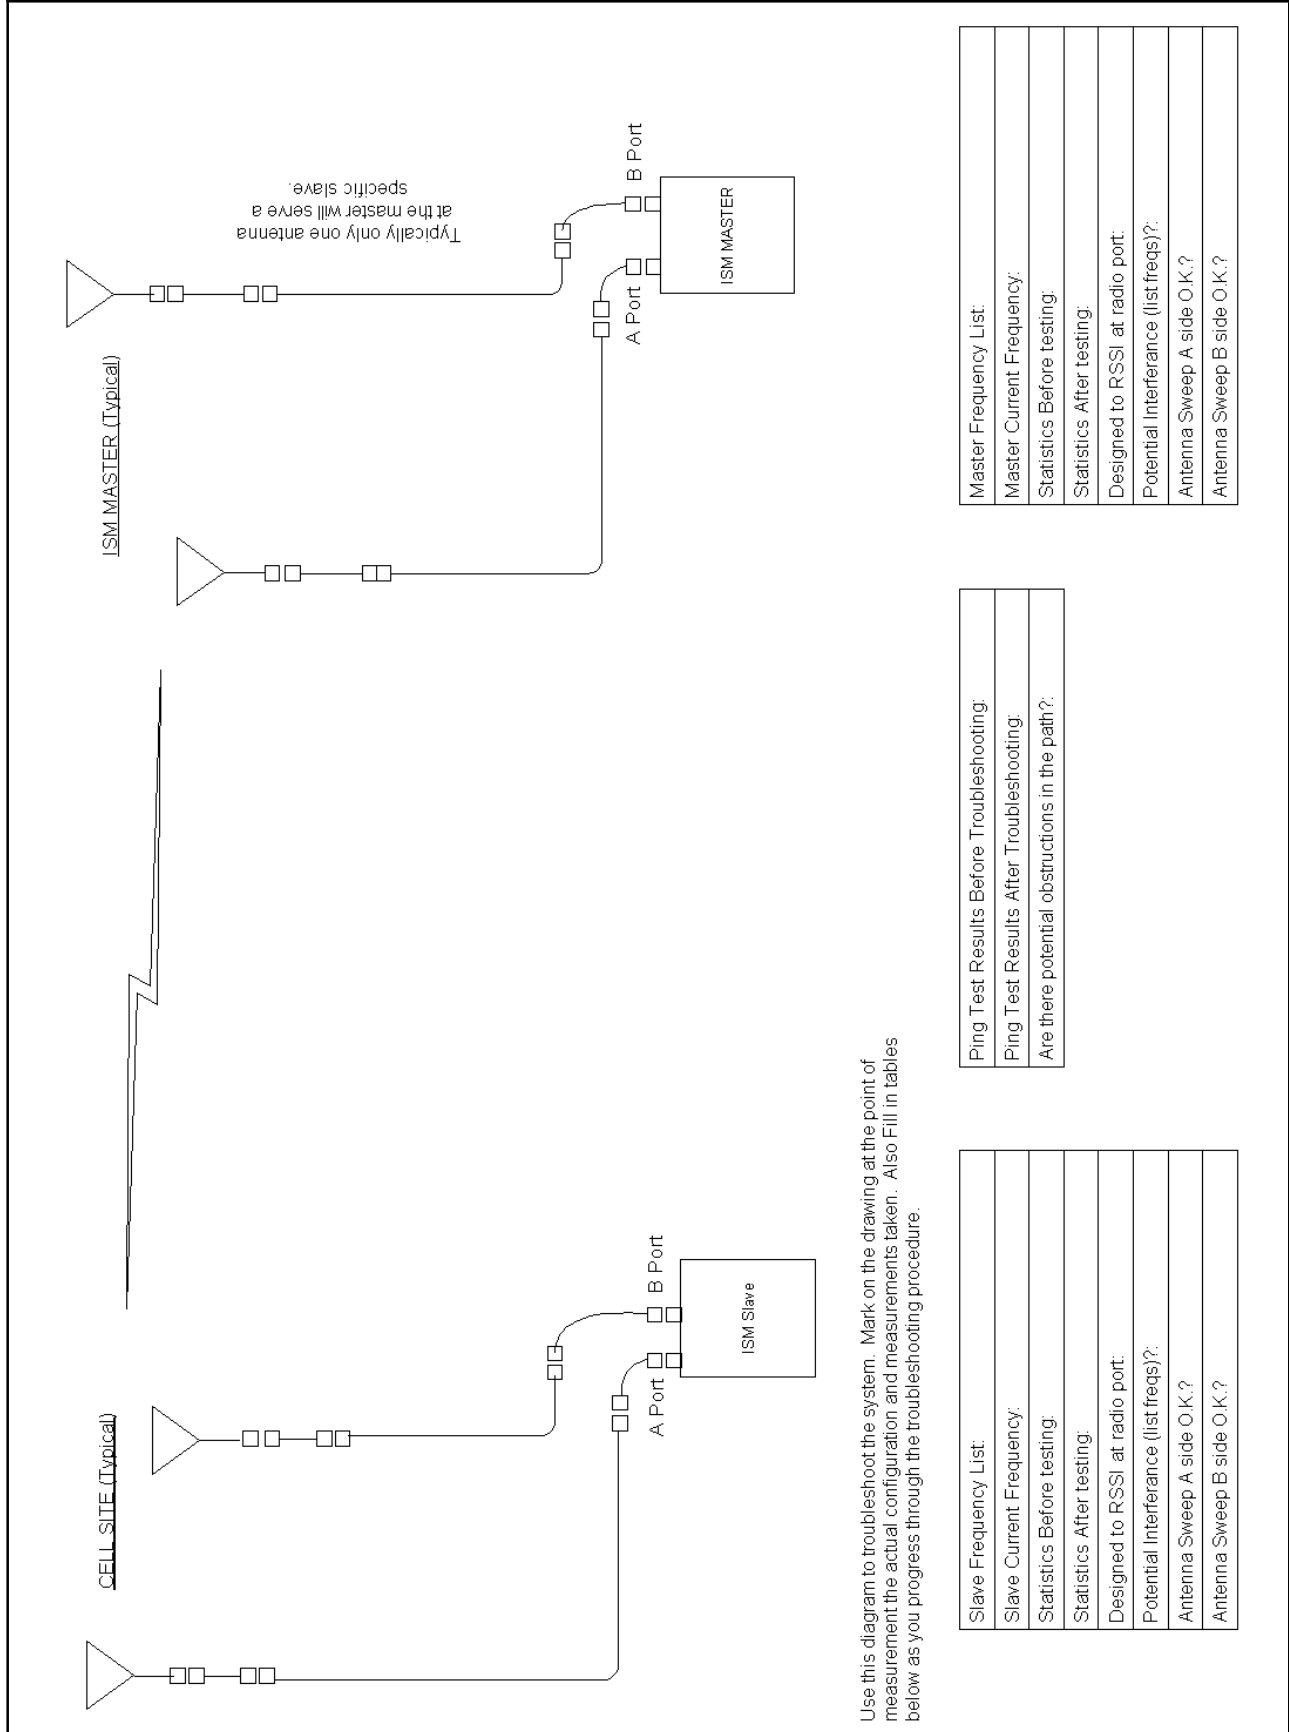 CELL SITE (Typical)
ISM MASTER (Typical)
Typically only one antenna
at the master will serve a
specific slave.
A Port
B Port
ISM Slave
A Port
B Port
ISM MASTER
Use this diagram to troubleshoot the system.  Mark on the drawing at the point of
measurement the actual configuration and measurements taken.  Also Fill in tables
below as you progress through the troubleshooting procedure.
Slave Frequency List:
Slave Current Frequency:
Statistics Before testing:
Statistics After testing:
Designed to RSSI at radio port:
Potential Interferance (list freqs)?:
Antenna Sweep A side O.K.?
Antenna Sweep B side O.K.?
Ping Test Results Before Troubleshooting:
Ping Test Results After Troubleshooting:
Are there potential obstructions in the path?:
Master Frequency List:
Master Current Frequency:
Statistics Before testing:
Statistics After testing:
Designed to RSSI at radio port:
Potential Interferance (list freqs)?:
Antenna Sweep A side O.K.?
Antenna Sweep B side O.K.?